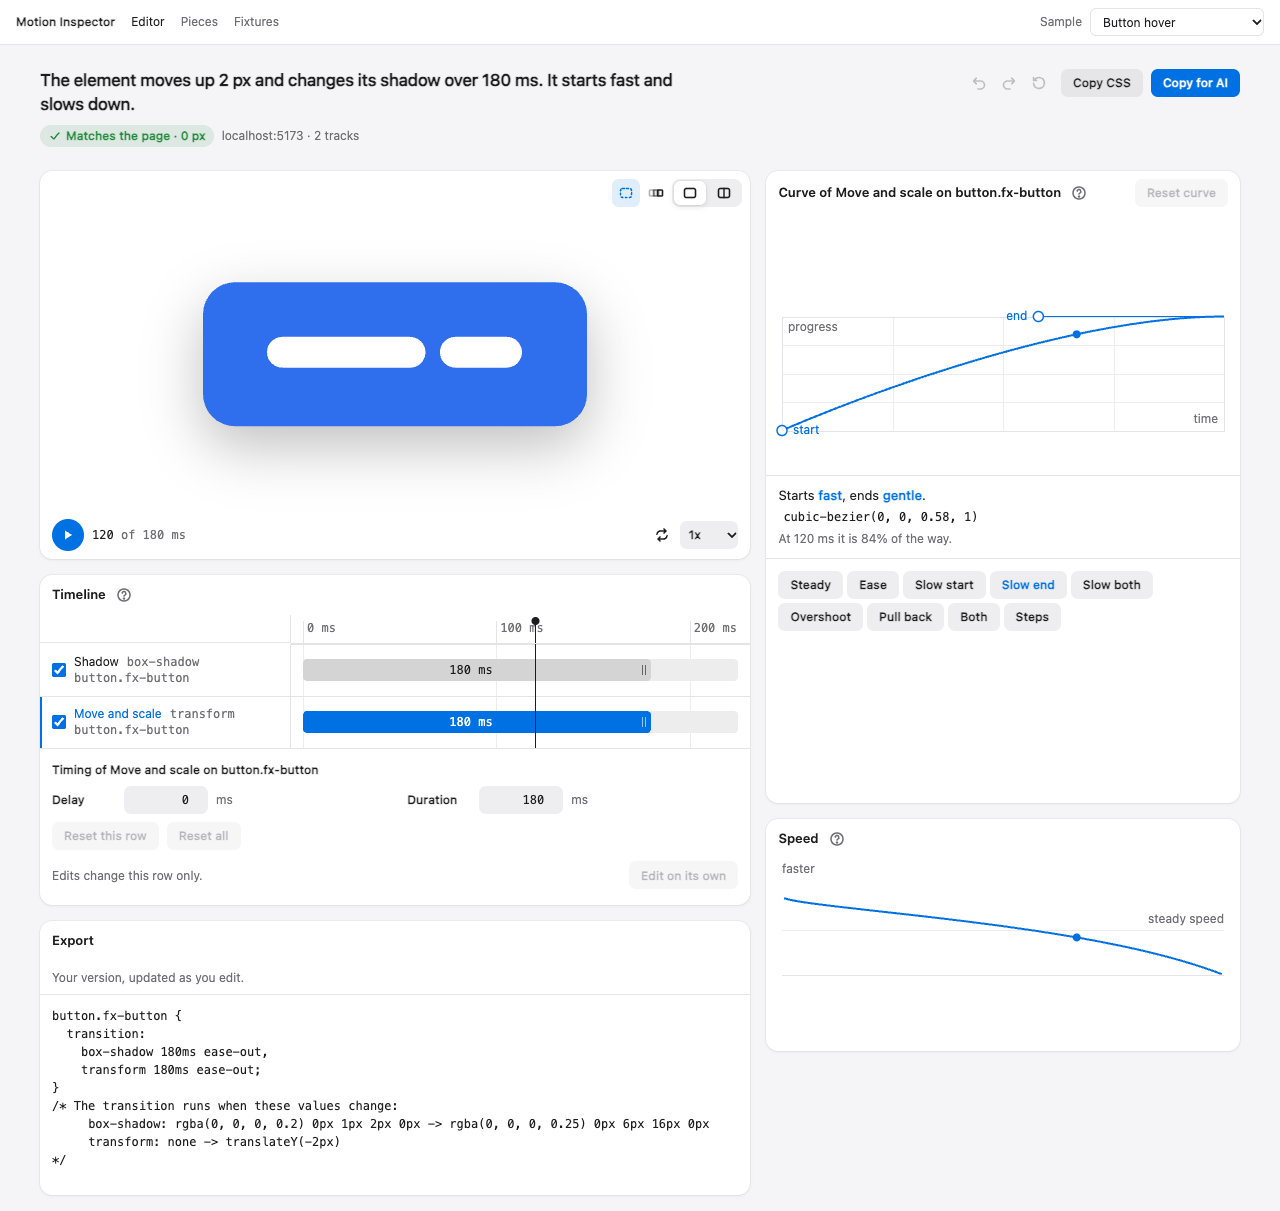 Motion Inspector Editor Pieces Fixtures Sample Button hover
The element moves up 2 px and changes its shadow over 180 ms. It starts fast and
slows down.
Copy CSS Copy for AI
Matches the page · 0 px localhost:5173 · 2 tracks
120 of 180 ms 1x
Timeline
0 ms 100 ms 200 ms
Shadow box-shadow
button.fx-button
180 ms
Move and scale transform
button.fx-button
180 ms
Timing of Move and scale on button.fx-button
Delay 0 ms Duration 180 ms
Reset this row Reset all
Edits change this row only. Edit on its own
Export
Your version, updated as you edit.
button.fx-button {
transition:
box-shadow 180ms ease-out,
transform 180ms ease-out;
}
/* The transition runs when these values change:
box-shadow: rgba(0, 0, 0, 0.2) 0px 1px 2px 0px -> rgba(0, 0, 0, 0.25) 0px 6px 16px 0px
transform: none -> translateY(-2px)
*/
Curve of Move and scale on button.fx-button Reset curve
end
progress
time
start
Starts fast, ends gentle.
cubic-bezier(0, 0, 0.58, 1)
At 120 ms it is 84% of the way.
Steady Ease Slow start Slow end Slow both
Overshoot Pull back Both Steps
Speed
faster
steady speed